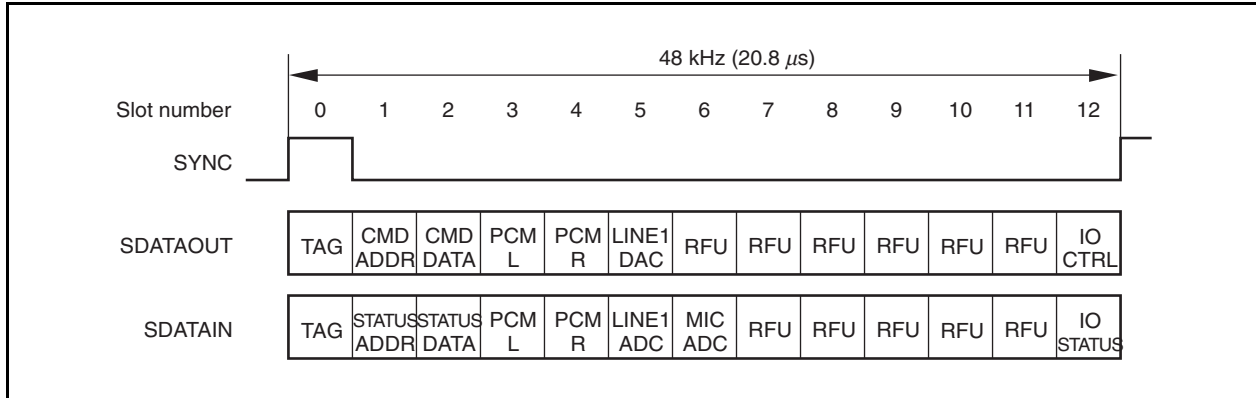 48 kHz (20.8 μs)
Slot number 0 1 2 3 4 5 6 7 8 9 10 11 12
SYNC
SDATAOUT TAG CMD ADDR CMD DATA PCM L PCM R LINE1 DAC RFU RFU RFU RFU RFU RFU IO CTRL
SDATAIN TAG STATUS ADDR STATUS DATA PCM L PCM R LINE1 ADC MIC ADC RFU RFU RFU RFU RFU IO STATUS